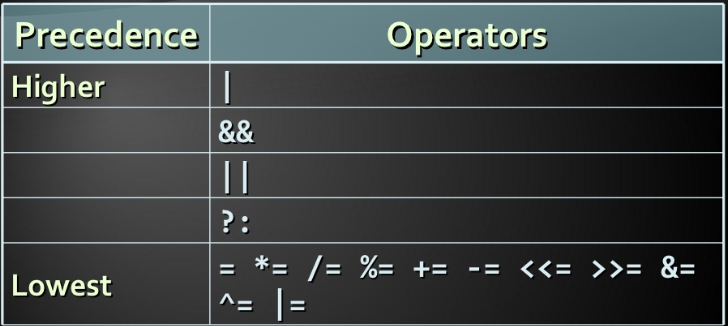 Precedence Operators
Higher |
&&
||
?:
Lowest = *= /= %= += -= <<= >>= &=
^= |=